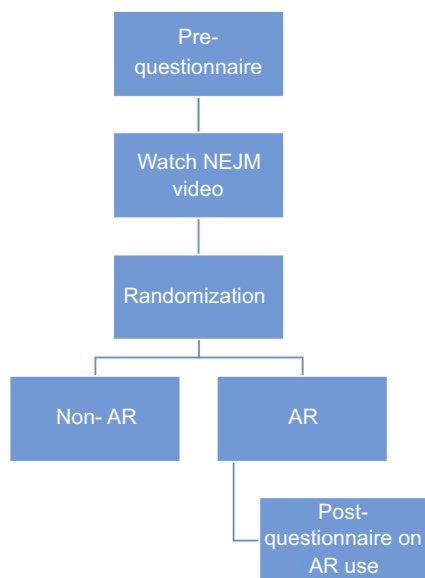 Pre-
questionnaire
Watch NEJM
video
Randomization
Non- AR
AR
Post-
questionnaire on
AR use